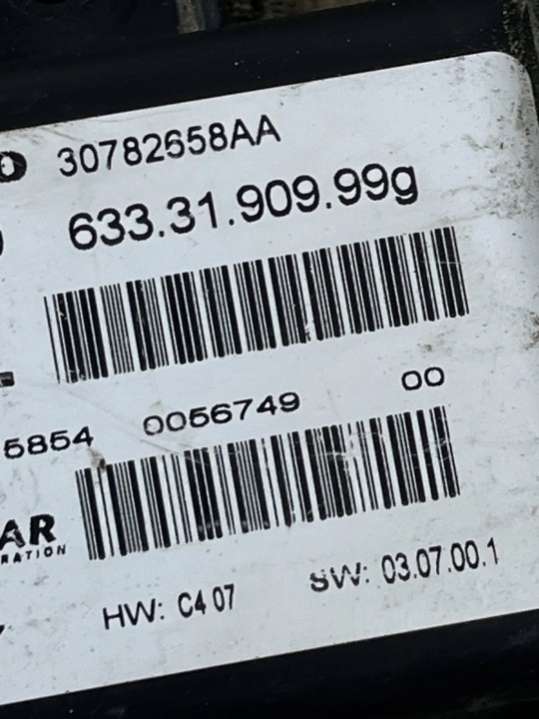 O 30782658AA
633.31.909.99g
5854 0056749 00
AR
RATION
HW: C4 07 SW: 03.07.00.1